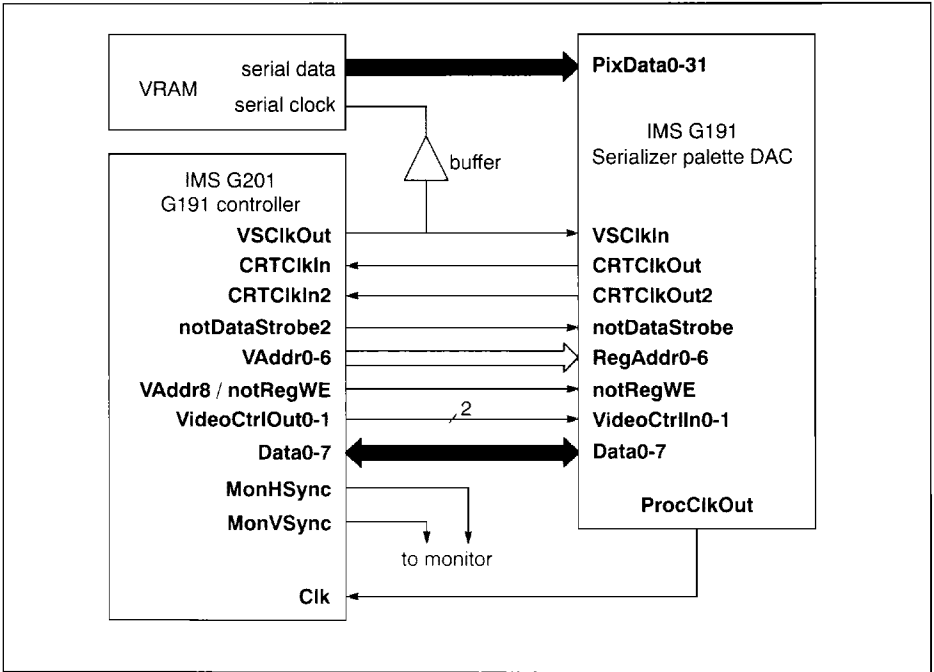 VRAM
serial data
serial clock
PixData0-31
IMS G191
Serializer palette DAC
buffer
IMS G201
G191 controller
VSClkOut
VSClkIn
CRTClkIn
CRTClkOut
CRTClkIn2
CRTClkOut2
notDataStrobe2
notDataStrobe
VAddr0-6
RegAddr0-6
VAddr8 / notRegWE
notRegWE
VideoCtrlOut0-1
2
VideoCtrlIn0-1
Data0-7
Data0-7
MonHSync
MonVSync
ProcClkOut
to monitor
Clk